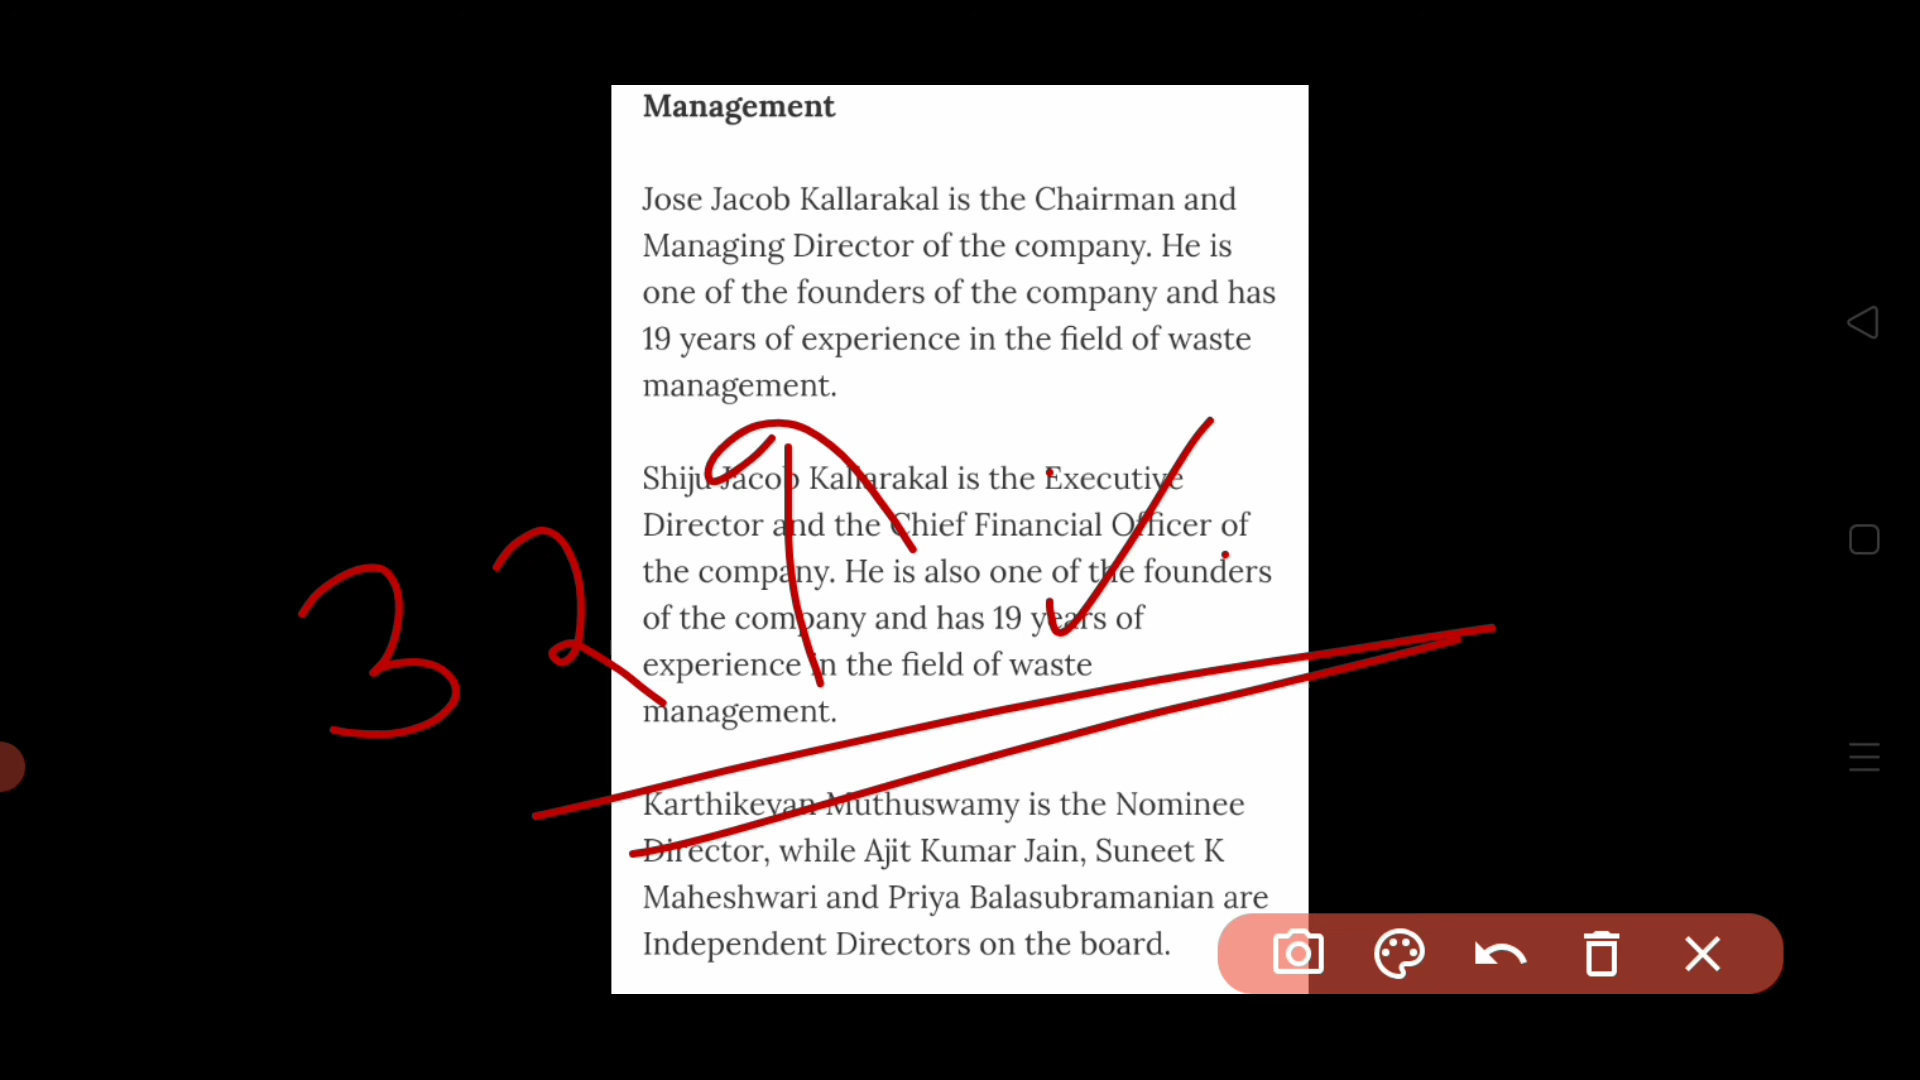 Management
Jose Jacob Kallarakal is the Chairman and
Managing Director of the company. He is
one of the founders of the company and has
19 years of experience in the field of waste
management.
Shiju Jacob Kallarakal is the Executive
Director and the Chief Financial Officer of
the company. He is also one of the founders
of the company and has 19 years of
experience in the field of waste
management.
32
Karthikeyan Muthuswamy is the Nominee
Director, while Ajit Kumar Jain, Suneet K
Maheshwari and Priya Balasubramanian are
Independent Directors on the board.